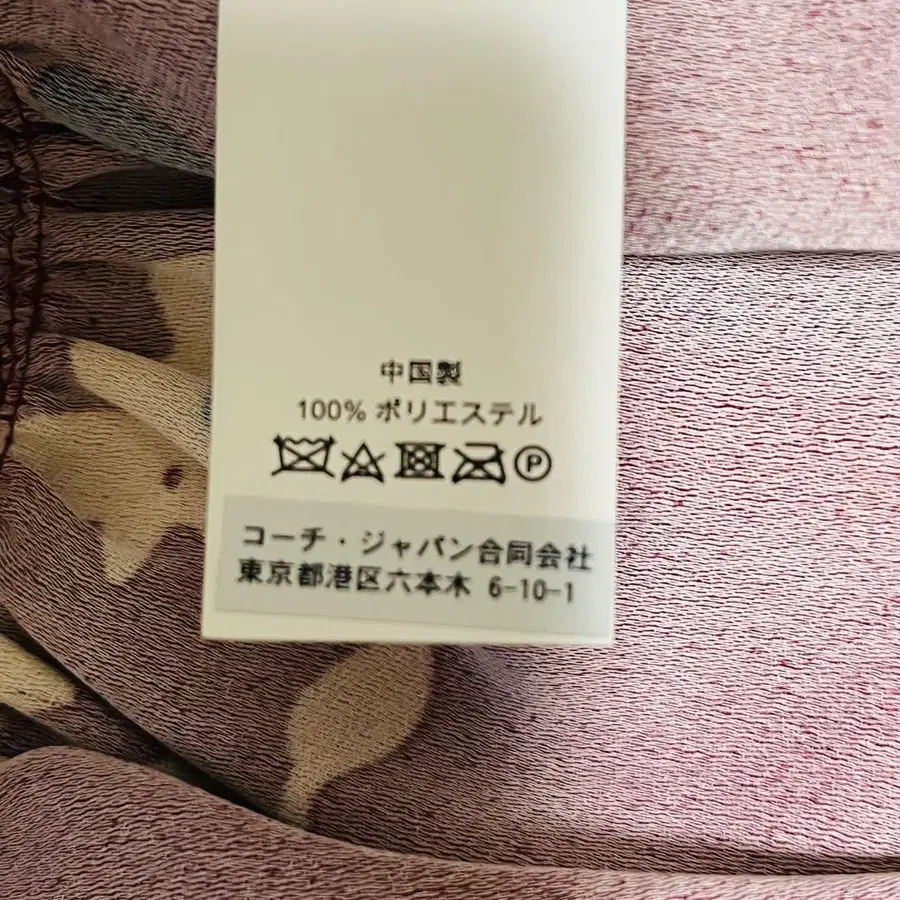 中国製
100% ポリエステル
P
コーチ・ジャパン合同会社
東京都港区六本木 6-10-1